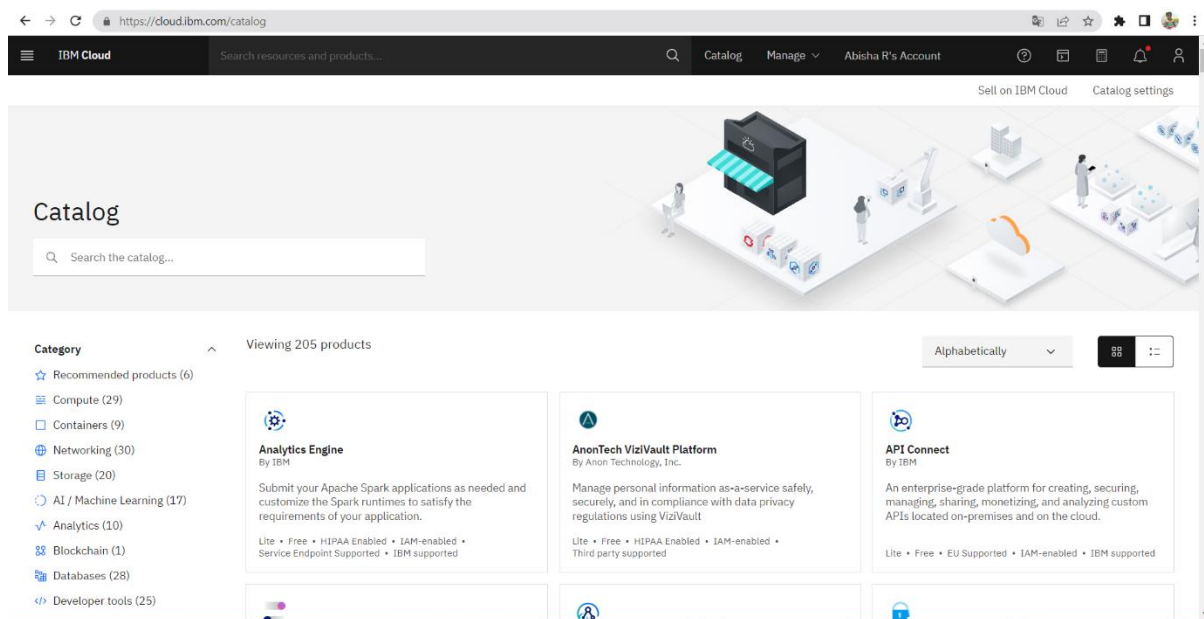 https://cloud.ibm.com/catalog
IBM Cloud
Search resources and products...
Catalog
Manage
Abisha R's Account
Sell on IBM Cloud
Catalog settings
Catalog
Search the catalog...
Category
Recommended products (6)
Compute (29)
Containers (9)
Networking (30)
Storage (20)
AI / Machine Learning (17)
Analytics (10)
Blockchain (1)
Databases (28)
Developer tools (25)
Viewing 205 products
Alphabetically
Analytics Engine
By IBM
Submit your Apache Spark applications as needed and
customize the Spark runtimes to satisfy the
requirements of your application.
Lite • Free • HIPAA Enabled • IAM-enabled •
Service Endpoint Supported • IBM supported
AnonTech ViziVault Platform
By Anon Technology, Inc.
Manage personal information as-a-service safely,
securely, and in compliance with data privacy
regulations using ViziVault
Lite • Free • HIPAA Enabled • IAM-enabled •
Third party supported
API Connect
By IBM
An enterprise-grade platform for creating, securing,
managing, sharing, monetizing, and analyzing custom
APIs located on-premises and on the cloud.
Lite • Free • EU Supported • IAM-enabled • IBM supported